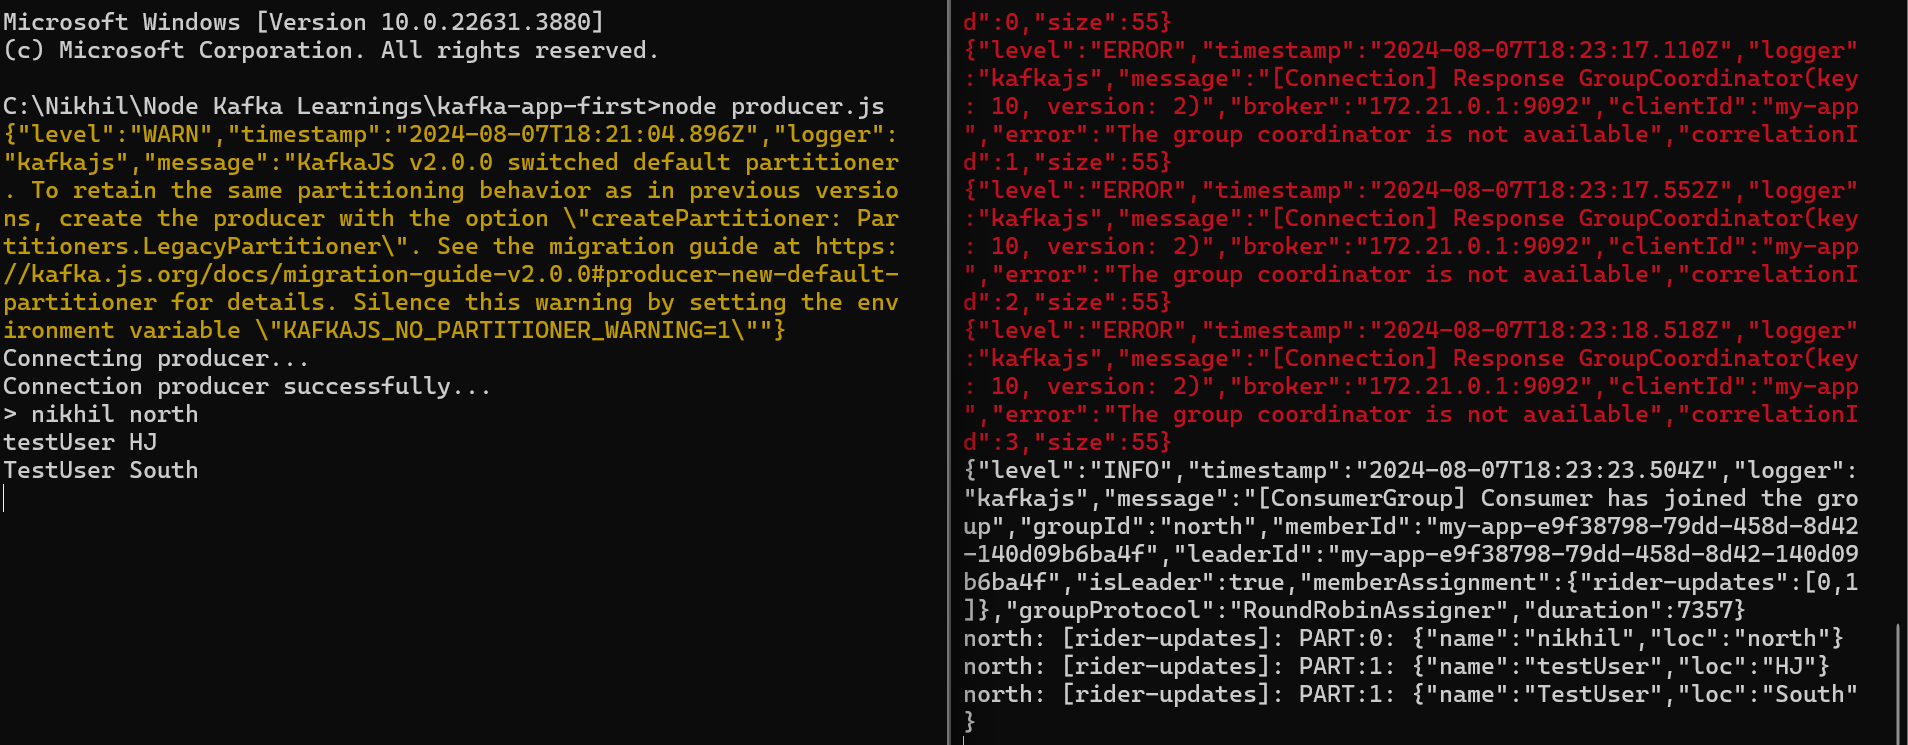 Microsoft Windows [Version 10.0.22631.3880]
(c) Microsoft Corporation. All rights reserved.
C:\Nikhil\Node Kafka Learnings\kafka-app-first>node producer.js
{"level":"WARN","timestamp":"2024-08-07T18:21:04.896Z","logger":
"kafkajs","message":"KafkaJS v2.0.0 switched default partitioner
. To retain the same partitioning behavior as in previous versio
ns, create the producer with the option \"createPartitioner: Par
titioners.LegacyPartitioner\". See the migration guide at https:
//kafka.js.org/docs/migration-guide-v2.0.0#producer-new-default-
partitioner for details. Silence this warning by setting the env
ironment variable \"KAFKAJS_NO_PARTITIONER_WARNING=1\""}
Connecting producer...
Connection producer successfully...
> nikhil north
testUser HJ
TestUser South
d":0,"size":55}
{"level":"ERROR","timestamp":"2024-08-07T18:23:17.110Z","logger"
:"kafkajs","message":"[Connection] Response GroupCoordinator(key
: 10, version: 2)","broker":"172.21.0.1:9092","clientId":"my-app
","error":"The group coordinator is not available","correlationI
d":1,"size":55}
{"level":"ERROR","timestamp":"2024-08-07T18:23:17.552Z","logger"
:"kafkajs","message":"[Connection] Response GroupCoordinator(key
: 10, version: 2)","broker":"172.21.0.1:9092","clientId":"my-app
","error":"The group coordinator is not available","correlationI
d":2,"size":55}
{"level":"ERROR","timestamp":"2024-08-07T18:23:18.518Z","logger"
:"kafkajs","message":"[Connection] Response GroupCoordinator(key
: 10, version: 2)","broker":"172.21.0.1:9092","clientId":"my-app
","error":"The group coordinator is not available","correlationI
d":3,"size":55}
{"level":"INFO","timestamp":"2024-08-07T18:23:23.504Z","logger":
"kafkajs","message":"[ConsumerGroup] Consumer has joined the gro
up","groupId":"north","memberId":"my-app-e9f38798-79dd-458d-8d42
-140d09b6ba4f","leaderId":"my-app-e9f38798-79dd-458d-8d42-140d09
b6ba4f","isLeader":true,"memberAssignment":{"rider-updates":[0,1
]},"groupProtocol":"RoundRobinAssigner","duration":7357}
north: [rider-updates]: PART:0: {"name":"nikhil","loc":"north"}
north: [rider-updates]: PART:1: {"name":"testUser","loc":"HJ"}
north: [rider-updates]: PART:1: {"name":"TestUser","loc":"South"
}